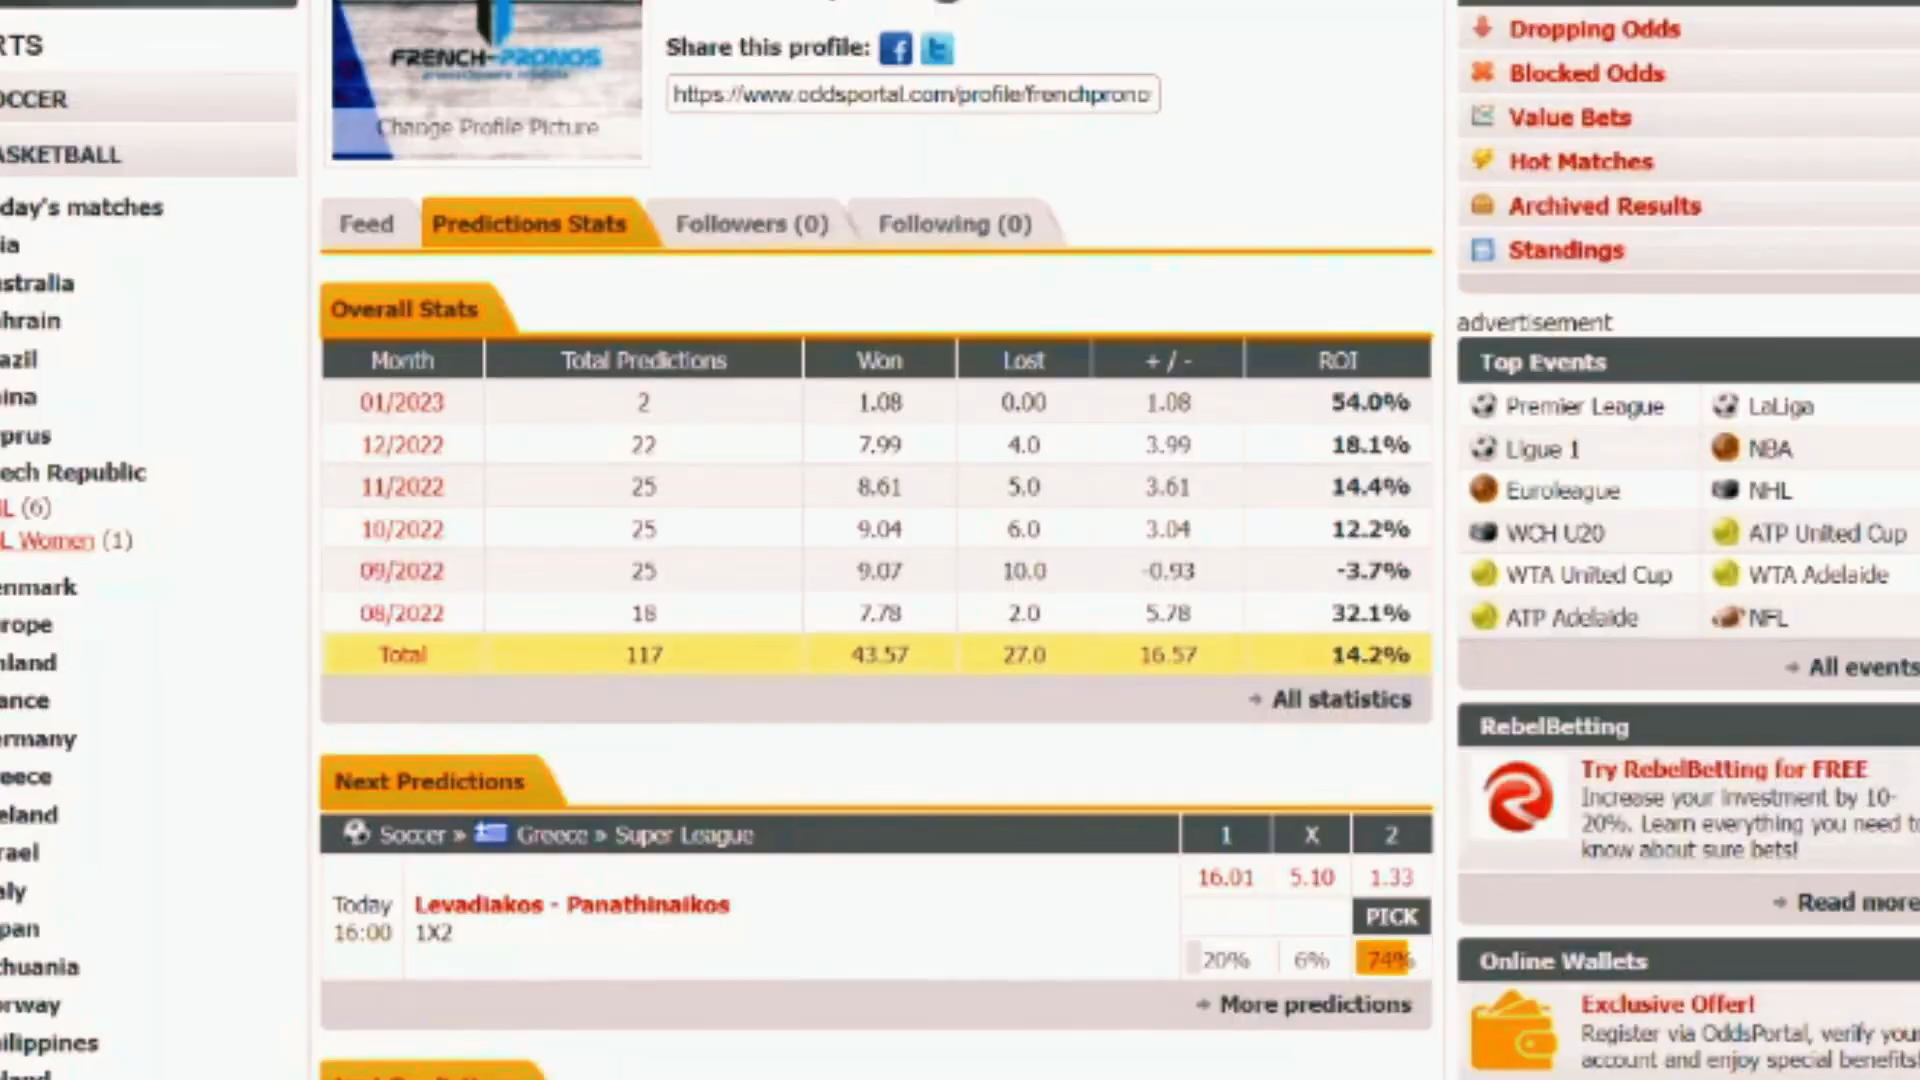 FRENCH-PRONOS
Change Profile Picture
Share this profile:
https://www.oddsportal.com/profile/frenchprono
Feed
Predictions Stats
Followers (0)
Following (0)
Overall Stats
Month Total Predictions Won Lost + / - ROI
01/2023 2 1.08 0.00 1.08 54.0%
12/2022 22 7.99 4.0 3.99 18.1%
11/2022 25 8.61 5.0 3.61 14.4%
10/2022 25 9.04 6.0 3.04 12.2%
09/2022 25 9.07 10.0 -0.93 -3.7%
08/2022 18 7.78 2.0 5.78 32.1%
Total 117 43.57 27.0 16.57 14.2%
All statistics
Next Predictions
Soccer » Greece » Super League 1 X 2
16.01 5.10 1.33
Today Levadiakos - Panathinaikos
PICK
16:00 1X2
20% 6% 74%
More predictions
RTS
OCCER
ASKETBALL
day's matches
ia
ustralia
hrain
azil
ina
prus
ech Republic
L (6)
L Women (1)
enmark
rope
nland
ance
ermany
eece
eland
rael
aly
pan
thuania
orway
ilippines
Dropping Odds
Blocked Odds
Value Bets
Hot Matches
Archived Results
Standings
advertisement
Top Events
Premier League LaLiga
Ligue 1 NBA
Euroleague NHL
WCH U20 ATP United Cup
WTA United Cup WTA Adelaide
ATP Adelaide NFL
All events
RebelBetting
Try RebelBetting for FREE
Increase your investment by 10-
20%. Learn everything you need to
know about sure bets!
Read more
Online Wallets
Exclusive Offer!
Register via OddsPortal, verify your
account and enjoy special benefits!